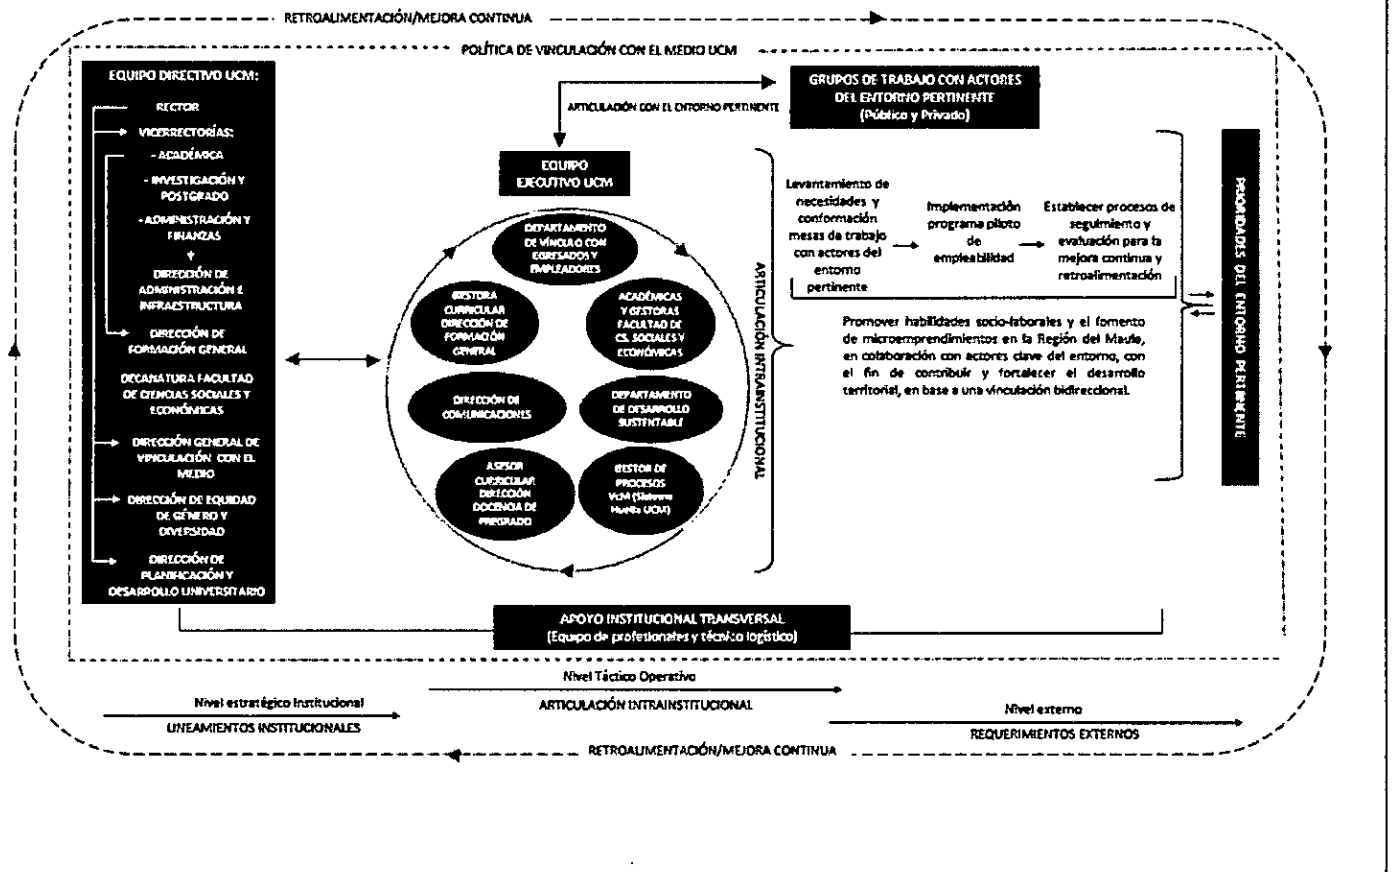 RETROALIMENTACIÓN/MEJORA CONTINUA
POLÍTICA DE VINCULACIÓN CON EL MEDIO UCM
EQUIPO DIRECTIVO UCM:
RECTOR
VICERRECTORÍAS:
- ACADÉMICA
- INVESTIGACIÓN Y
POSTGRADO
- ADMINISTRACIÓN Y
FINANZAS
DIRECCIÓN DE
ADMINISTRACIÓN E
INFRAESTRUCTURA
DIRECCIÓN DE
FORMACIÓN GENERAL
DECANATURA FACULTAD
DE CIENCIAS SOCIALES Y
ECONÓMICAS
DIRECCIÓN GENERAL DE
VINCULACIÓN CON EL
MEDIO
DIRECCIÓN DE EQUIDAD
DE GÉNERO Y
DIVERSIDAD
DIRECCIÓN DE
PLANIFICACIÓN Y
DESARROLLO UNIVERSITARIO
ARTICULACIÓN CON EL ENTORNO PERTINENTE
GRUPOS DE TRABAJO CON ACTORES
DEL ENTORNO PERTINENTE
(Público y Privado)
EQUIPO
EJECUTIVO UCM
DEPARTAMENTO
DE VÍNCULO CON
EGRESADOS Y
EMPLEADORES
GESTORA
CURRICULAR
DIRECCIÓN DE
FORMACIÓN
GENERAL
ACADÉMICAS
Y GESTORAS
FACULTAD DE
CS. SOCIALES Y
ECONÓMICAS
DIRECCIÓN DE
COMUNICACIONES
DEPARTAMENTO
DE DESARROLLO
SUSTENTABLE
ASESOR
CURRICULAR
DIRECCIÓN
DOCENCIA DE
PREGRADO
GESTOR DE
PROCESOS
VcM (Sistema
Huella UCM)
ARTICULACIÓN INTRAINSTITUCIONAL
Levantamiento de
necesidades y
conformación
mesas de trabajo
con actores del
entorno
pertinente
Implementación
programa piloto
de
empleabilidad
Establecer procesos de
seguimiento y
evaluación para la
mejora continua y
retroalimentación
Promover habilidades socio-laborales y el fomento
de microemprendimientos en la Región del Maule,
en colaboración con actores clave del entorno, con
el fin de contribuir y fortalecer el desarrollo
territorial, en base a una vinculación bidireccional.
PRIORIDADES DEL ENTORNO PERTINENTE
APOYO INSTITUCIONAL TRANSVERSAL
(Equipo de profesionales y técnico logístico)
Nivel estratégico Institucional
LINEAMIENTOS INSTITUCIONALES
Nivel Táctico Operativo
ARTICULACIÓN INTRAINSTITUCIONAL
Nivel externo
REQUERIMIENTOS EXTERNOS
RETROALIMENTACIÓN/MEJORA CONTINUA